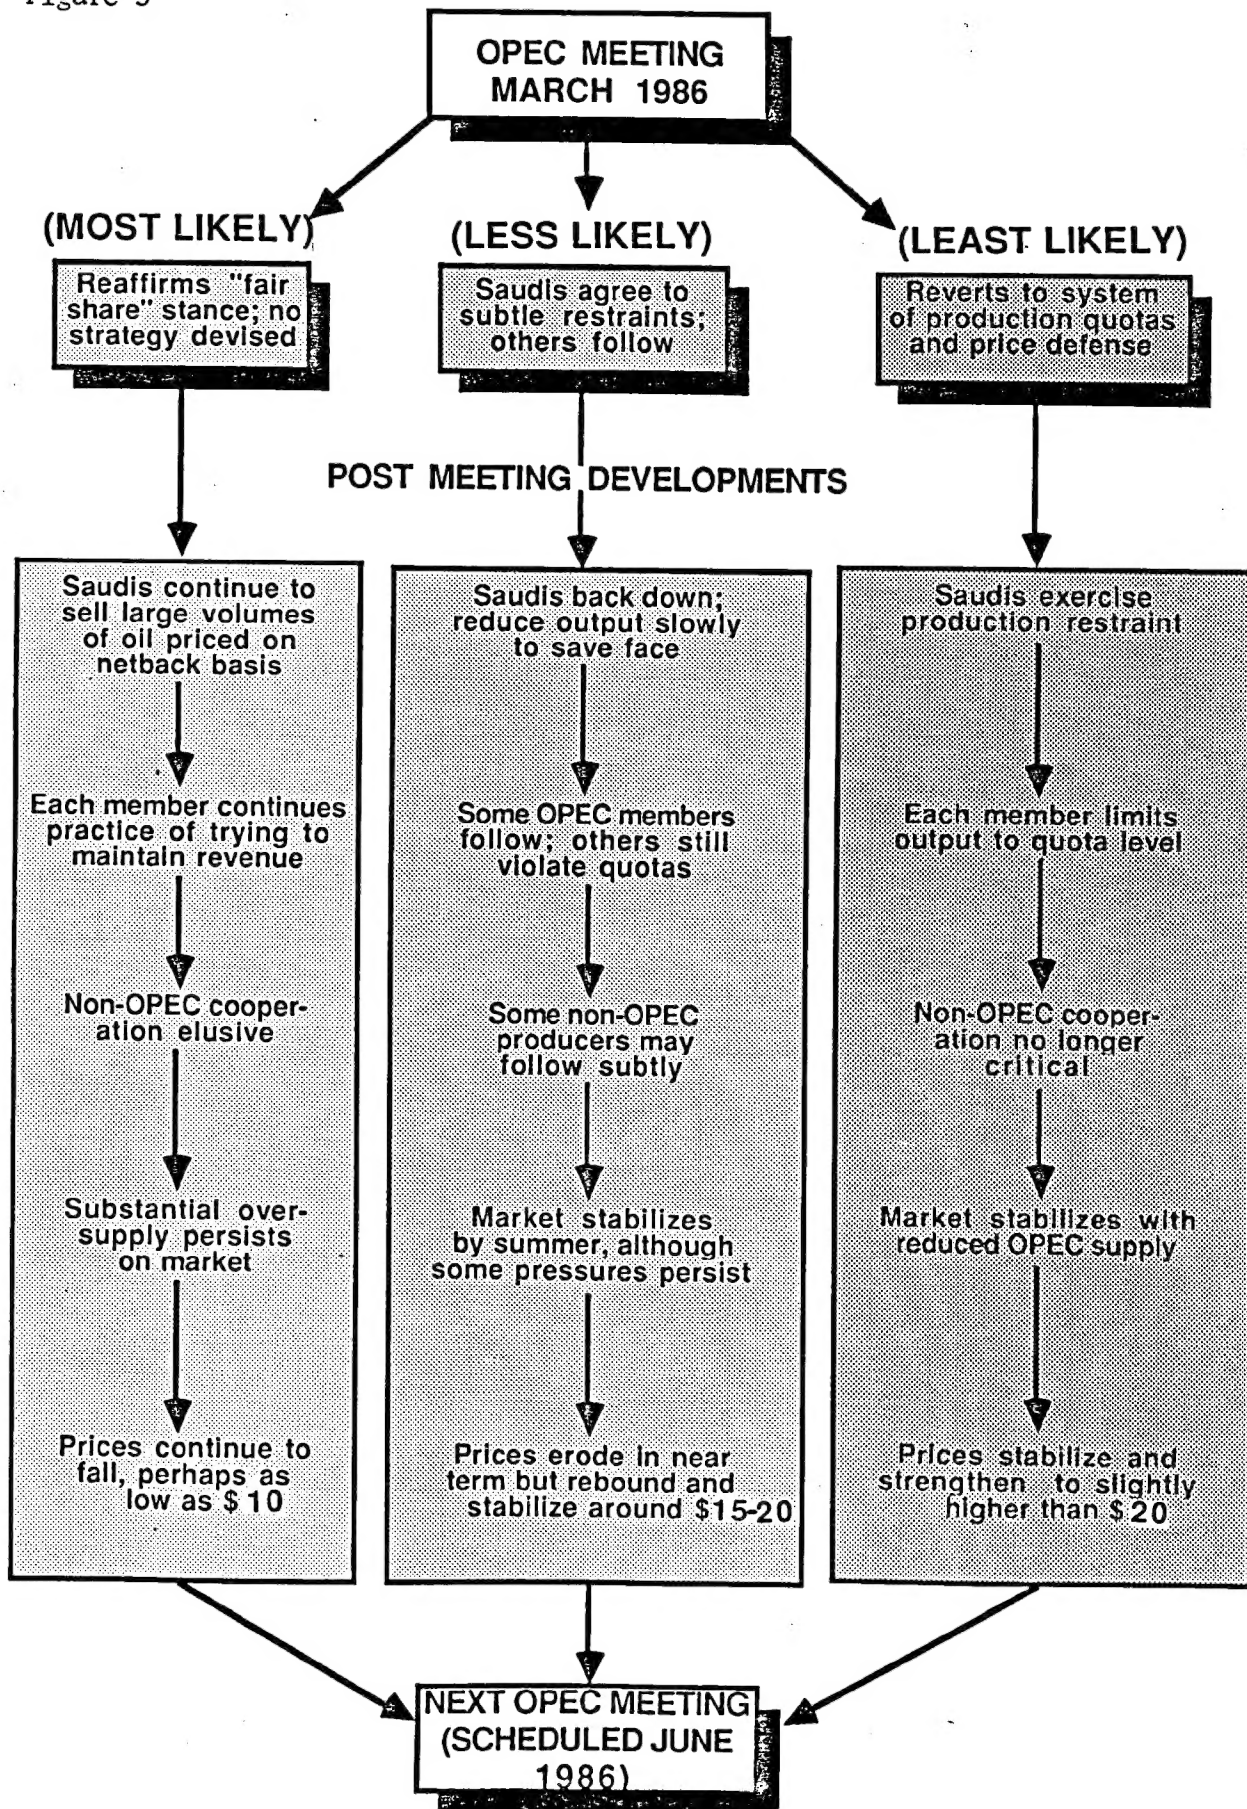 Figure
OPEC MEETING
MARCH 1986
(MOST LIKELY)
Reaffirms "fair
share" stance; no
strategy devised
(LESS LIKELY)
Saudis agree to
subtle restraints;
others follow
(LEAST LIKELY)
Reverts to system
of production quotas
and price defense
POST MEETING DEVELOPMENTS
Saudis continue to
sell large volumes
of oil priced on
netback basis
Each member continues
practice of trying to
maintain revenue
Non-OPEC cooper-
ation elusive
Substantial over-
supply persists
on market
Prices continue to
fall, perhaps as
low as $10
Saudis back down;
reduce output slowly
to save face
Some OPEC members
follow; others still
violate quotas
Some non-OPEC
producers may
follow subtly
Market stabilizes
by summer, although
some pressures persist
Prices erode in near
term but rebound and
stabilize around $15-20
Saudis exercise
production restraint
Each member limits
output to quota level
Non-OPEC cooper-
ation no longer
critical
Market stabilizes with
reduced OPEC supply
Prices stabilize and
strengthen to slightly
higher than $20
NEXT OPEC MEETING
(SCHEDULED JUNE
1986)